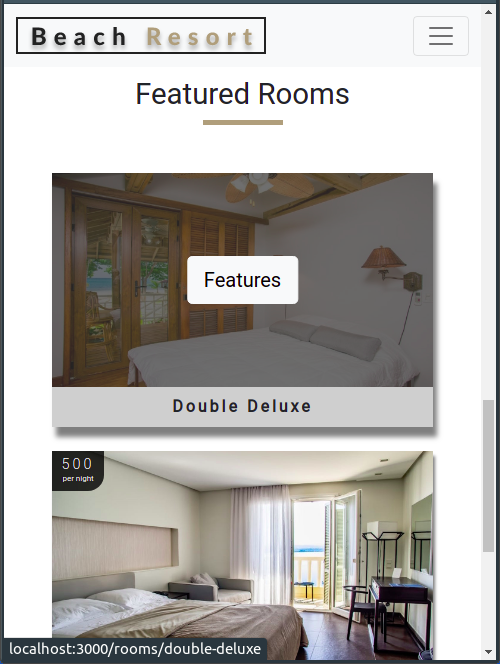 Beach Resort
Featured Rooms
Features
Double Deluxe
500
per night
localhost:3000/rooms/double-deluxe